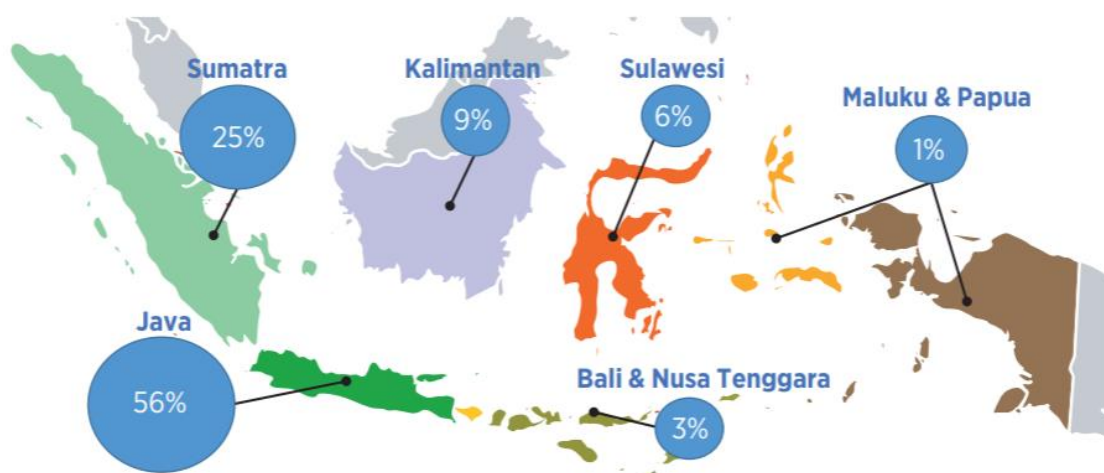 Sumatra
25%
Kalimantan
9%
Sulawesi
6%
Maluku & Papua
1%
Java
56%
Bali & Nusa Tenggara
3%